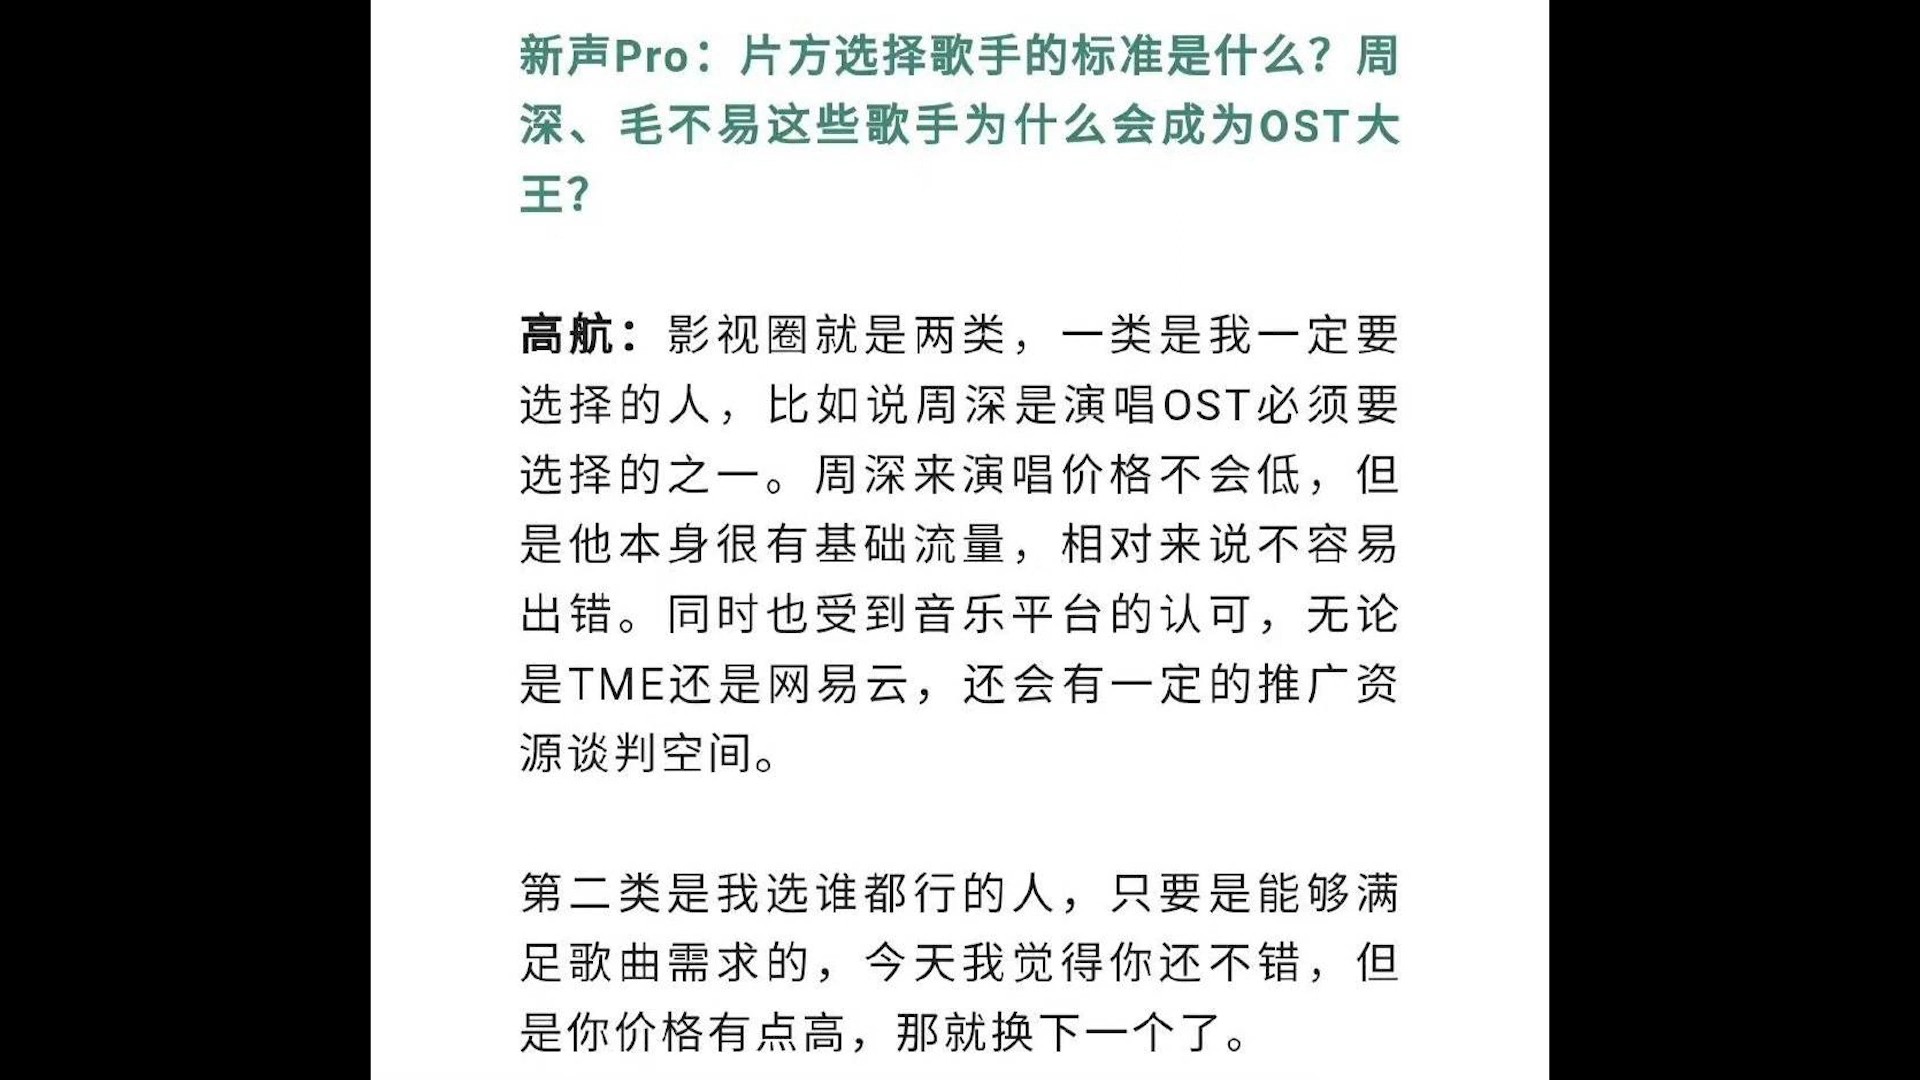 新声Pro：片方选择歌手的标准是什么？周
深、毛不易这些歌手为什么会成为OST大
王？
高航：影视圈就是两类，一类是我一定要
选择的人，比如说周深是演唱OST必须要
选择的之一。周深来演唱价格不会低，但
是他本身很有基础流量，相对来说不容易
出错。同时也受到音乐平台的认可，无论
是TME还是网易云，还会有一定的推广资
源谈判空间。
第二类是我选谁都行的人，只要是能够满
足歌曲需求的，今天我觉得你还不错，但
是你价格有点高，那就换下一个了。